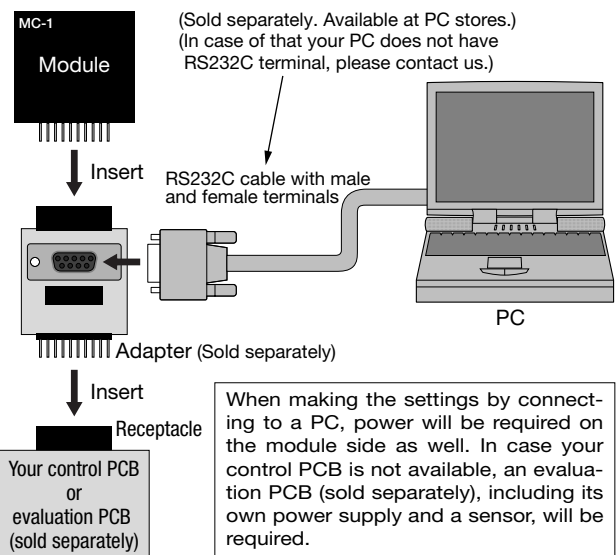 MC-1
Module
(Sold separately. Available at PC stores.)
(In case of that your PC does not have
RS232C terminal, please contact us.)
Insert
RS232C cable with male
and female terminals
PC
Adapter (Sold separately)
Insert
Receptacle
Your control PCB
or
evaluation PCB
(sold separately)
When making the settings by connect-
ing to a PC, power will be required on
the module side as well. In case your
control PCB is not available, an evalua-
tion PCB (sold separately), including its
own power supply and a sensor, will be
required.